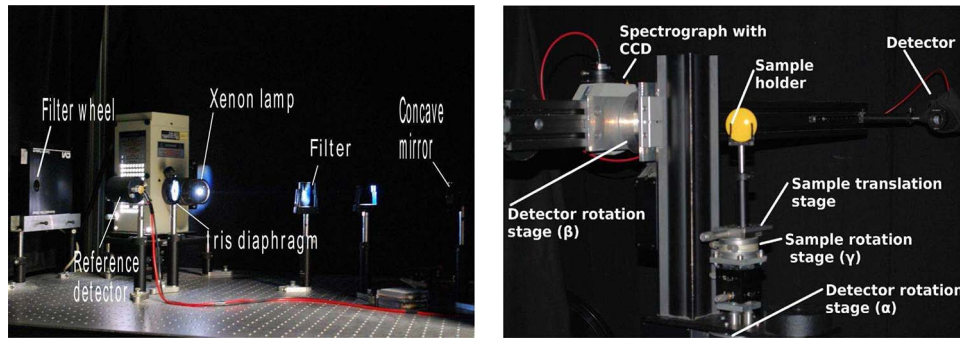 Filter wheel
Xenon lamp
Filter
Concave
mirror
Iris diaphragm
Reference
detector
Spectrograph with
CCD
Sample
holder
Detector
Detector rotation
stage (β)
Sample translation
stage
Sample rotation
stage (γ)
Detector rotation
stage (α)